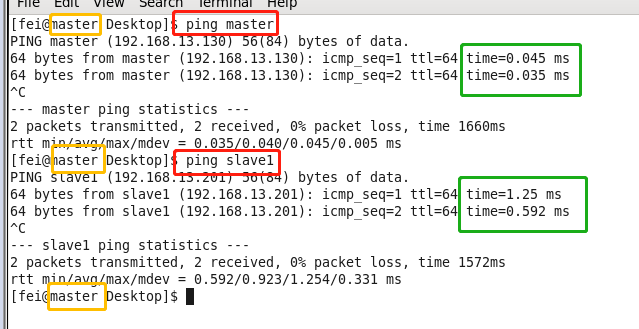 File Edit View Search Terminal Help
[fei@master Desktop]$ ping master
PING master (192.168.13.130) 56(84) bytes of data.
64 bytes from master (192.168.13.130): icmp_seq=1 ttl=64 time=0.045 ms
64 bytes from master (192.168.13.130): icmp_seq=2 ttl=64 time=0.035 ms
^C
--- master ping statistics ---
2 packets transmitted, 2 received, 0% packet loss, time 1660ms
rtt min/avg/max/mdev = 0.035/0.040/0.045/0.005 ms
[fei@master Desktop]$ ping slave1
PING slave1 (192.168.13.201) 56(84) bytes of data.
64 bytes from slave1 (192.168.13.201): icmp_seq=1 ttl=64 time=1.25 ms
64 bytes from slave1 (192.168.13.201): icmp_seq=2 ttl=64 time=0.592 ms
^C
--- slave1 ping statistics ---
2 packets transmitted, 2 received, 0% packet loss, time 1572ms
rtt min/avg/max/mdev = 0.592/0.923/1.254/0.331 ms
[fei@master Desktop]$